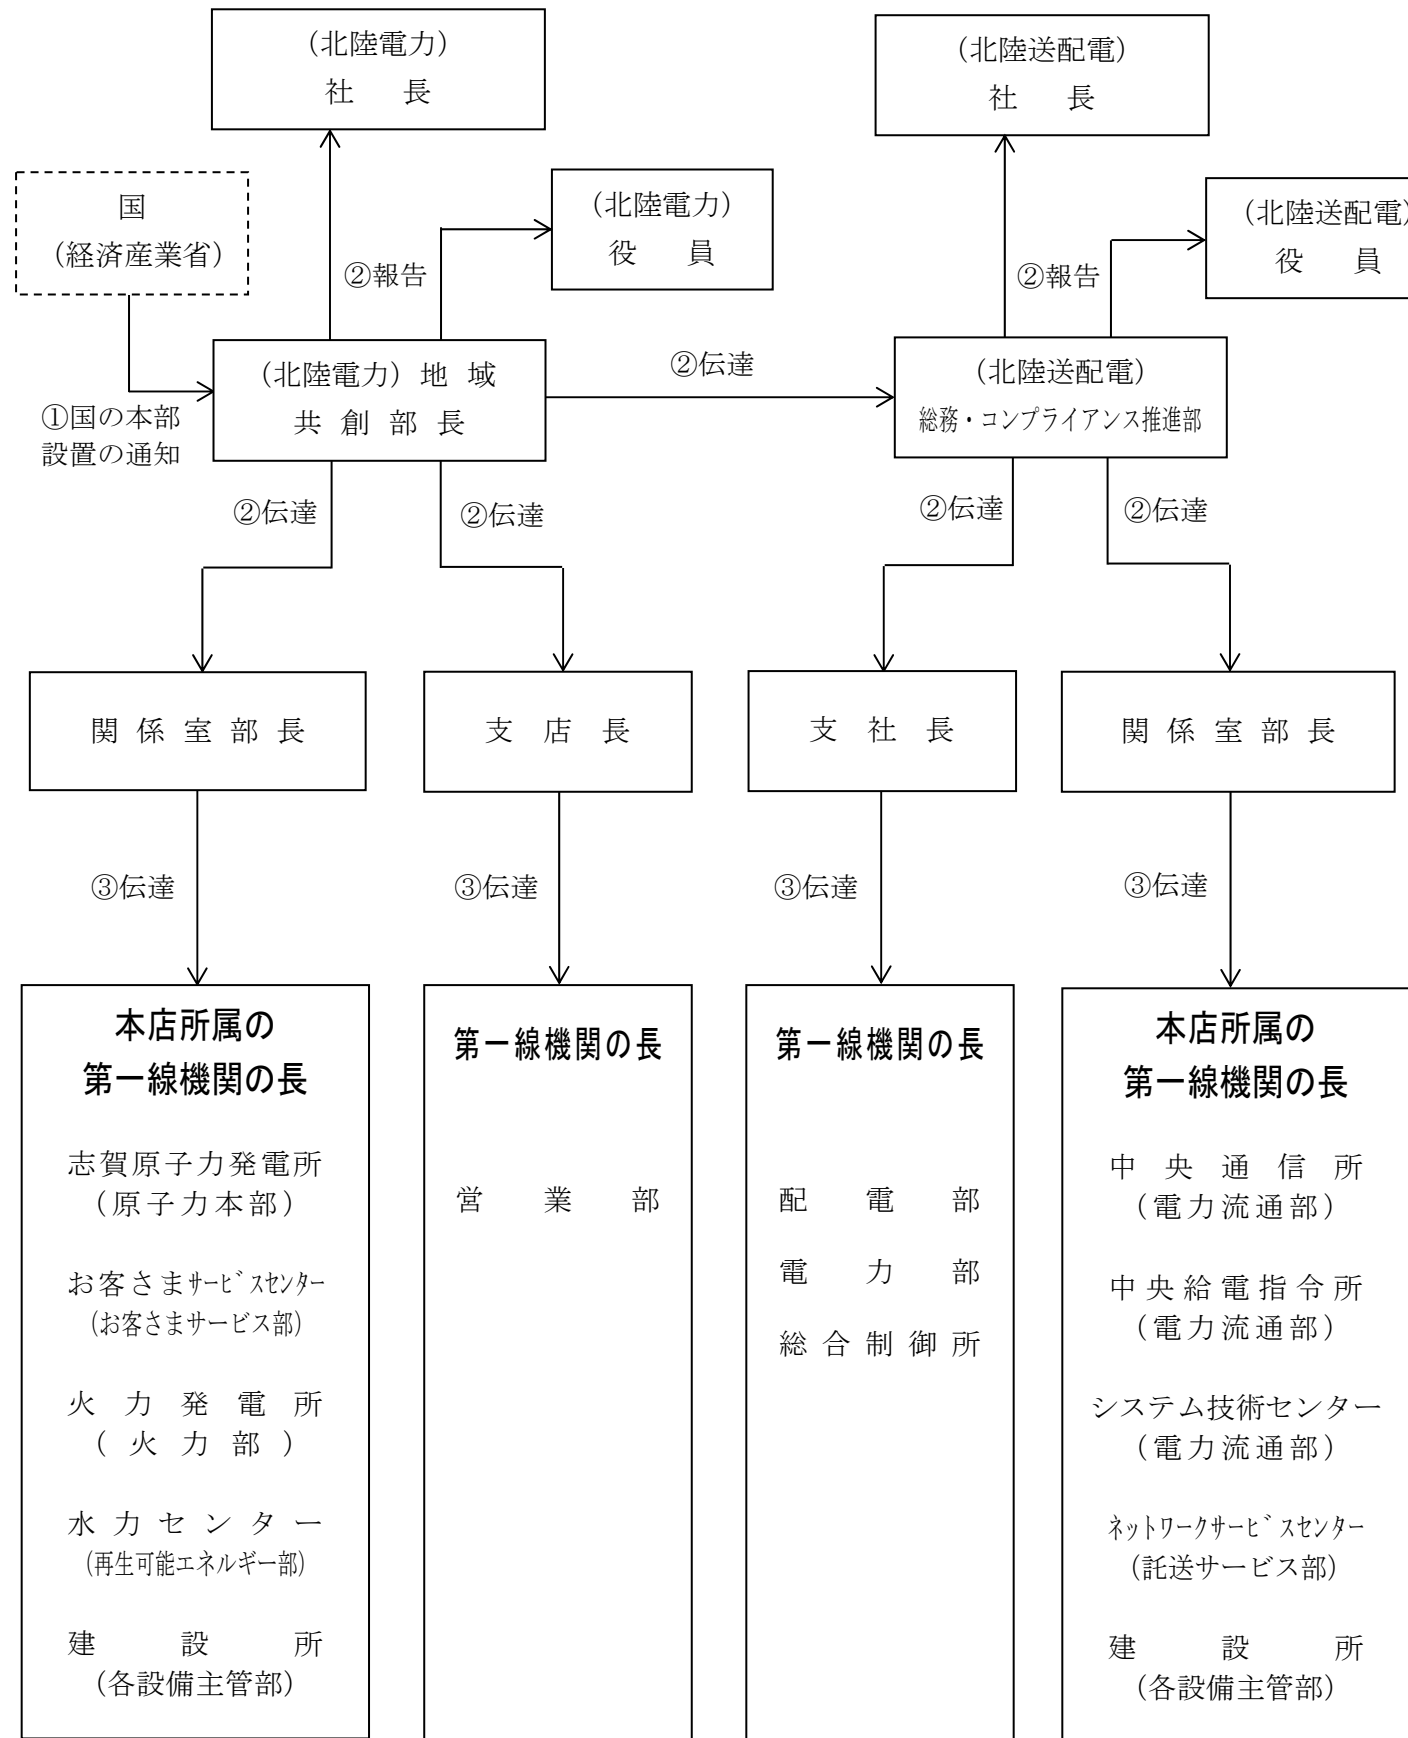 （北陸電力）
社　長
（北陸送配電）
社　長
国
（経済産業省）
（北陸電力）
役　員
（北陸送配電）
役　員
②報告
②報告
①国の本部
設置の通知
（北陸電力）地域
共創部長
②伝達
（北陸送配電）
総務・コンプライアンス推進部
②伝達
②伝達
②伝達
②伝達
関係室部長
支店長
支社長
関係室部長
③伝達
③伝達
③伝達
③伝達
本店所属の
第一線機関の長
志賀原子力発電所
（原子力本部）
お客さまサービスセンター
（お客さまサービス部）
火力発電所
（火力部）
水力センター
（再生可能エネルギー部）
建設所
（各設備主管部）
第一線機関の長
営業部
第一線機関の長
配電部
電力部
総合制御所
本店所属の
第一線機関の長
中央通信所
（電力流通部）
中央給電指令所
（電力流通部）
システム技術センター
（電力流通部）
ネットワークサービスセンター
（託送サービス部）
建設所
（各設備主管部）